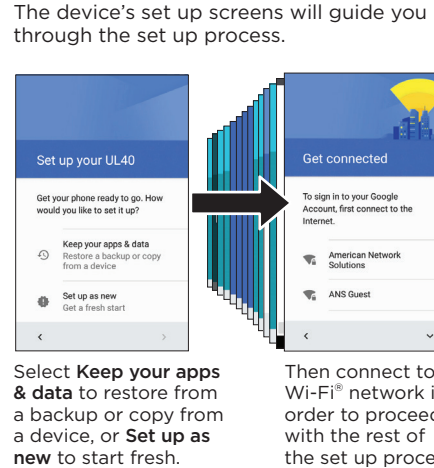 The device's set up screens will guide you
through the set up process.
Set up your UL40
Get your phone ready to go. How
would you like to set it up?
Keep your apps & data
Restore a backup or copy
from a device
Set up as new
Get a fresh start
Get connected
To sign in to your Google
Account, first connect to the
Internet.
American Network
Solutions
ANS Guest
Select Keep your apps
& data to restore from
a backup or copy from
a device, or Set up as
new to start fresh.
Then connect to
Wi-Fi® network i
order to proceed
with the rest of
the set up proce